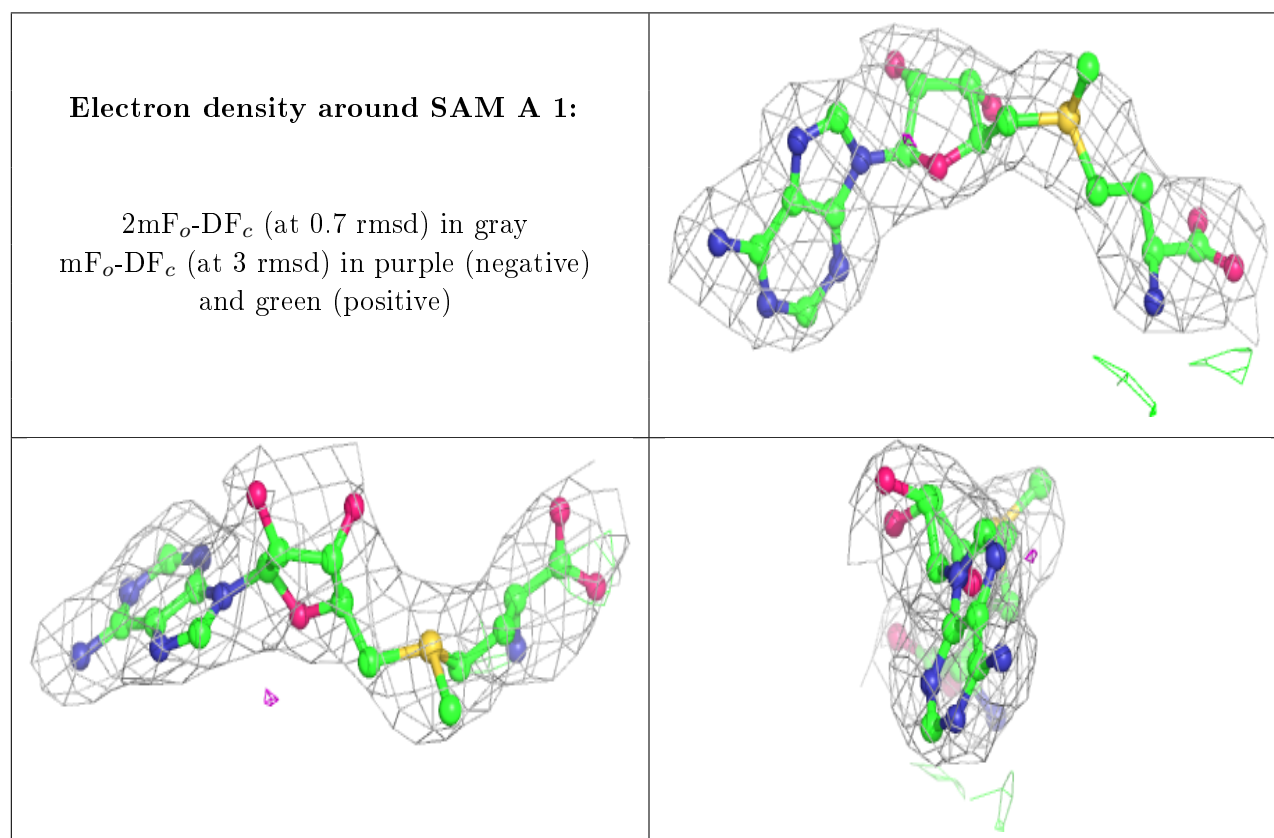 Electron density around SAM A 1:
2mFₒ-DF𝒸 (at 0.7 rmsd) in gray
mFₒ-DF𝒸 (at 3 rmsd) in purple (negative)
and green (positive)